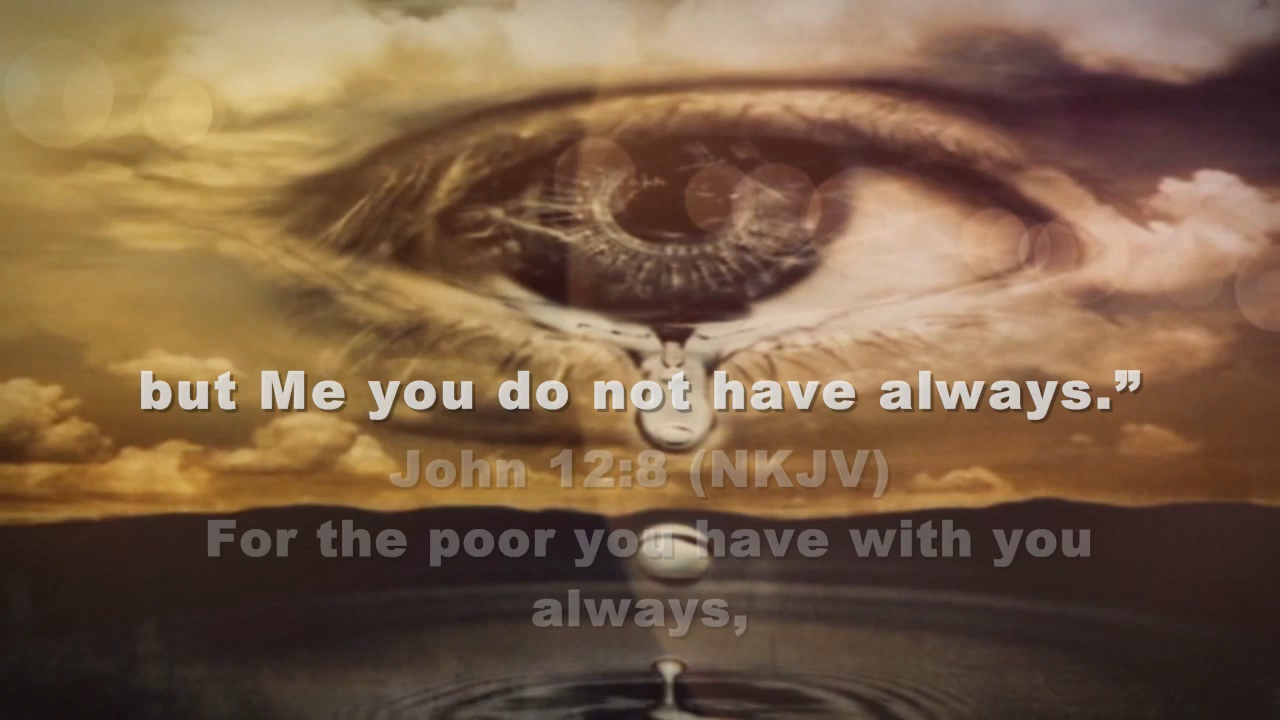 but Me you do not have always.”
John 12:8 (NKJV)
For the poor you have with you
always,